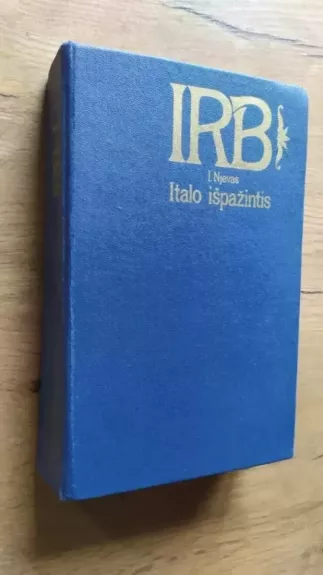 IRB
I. Njevas
Italo išpažintis